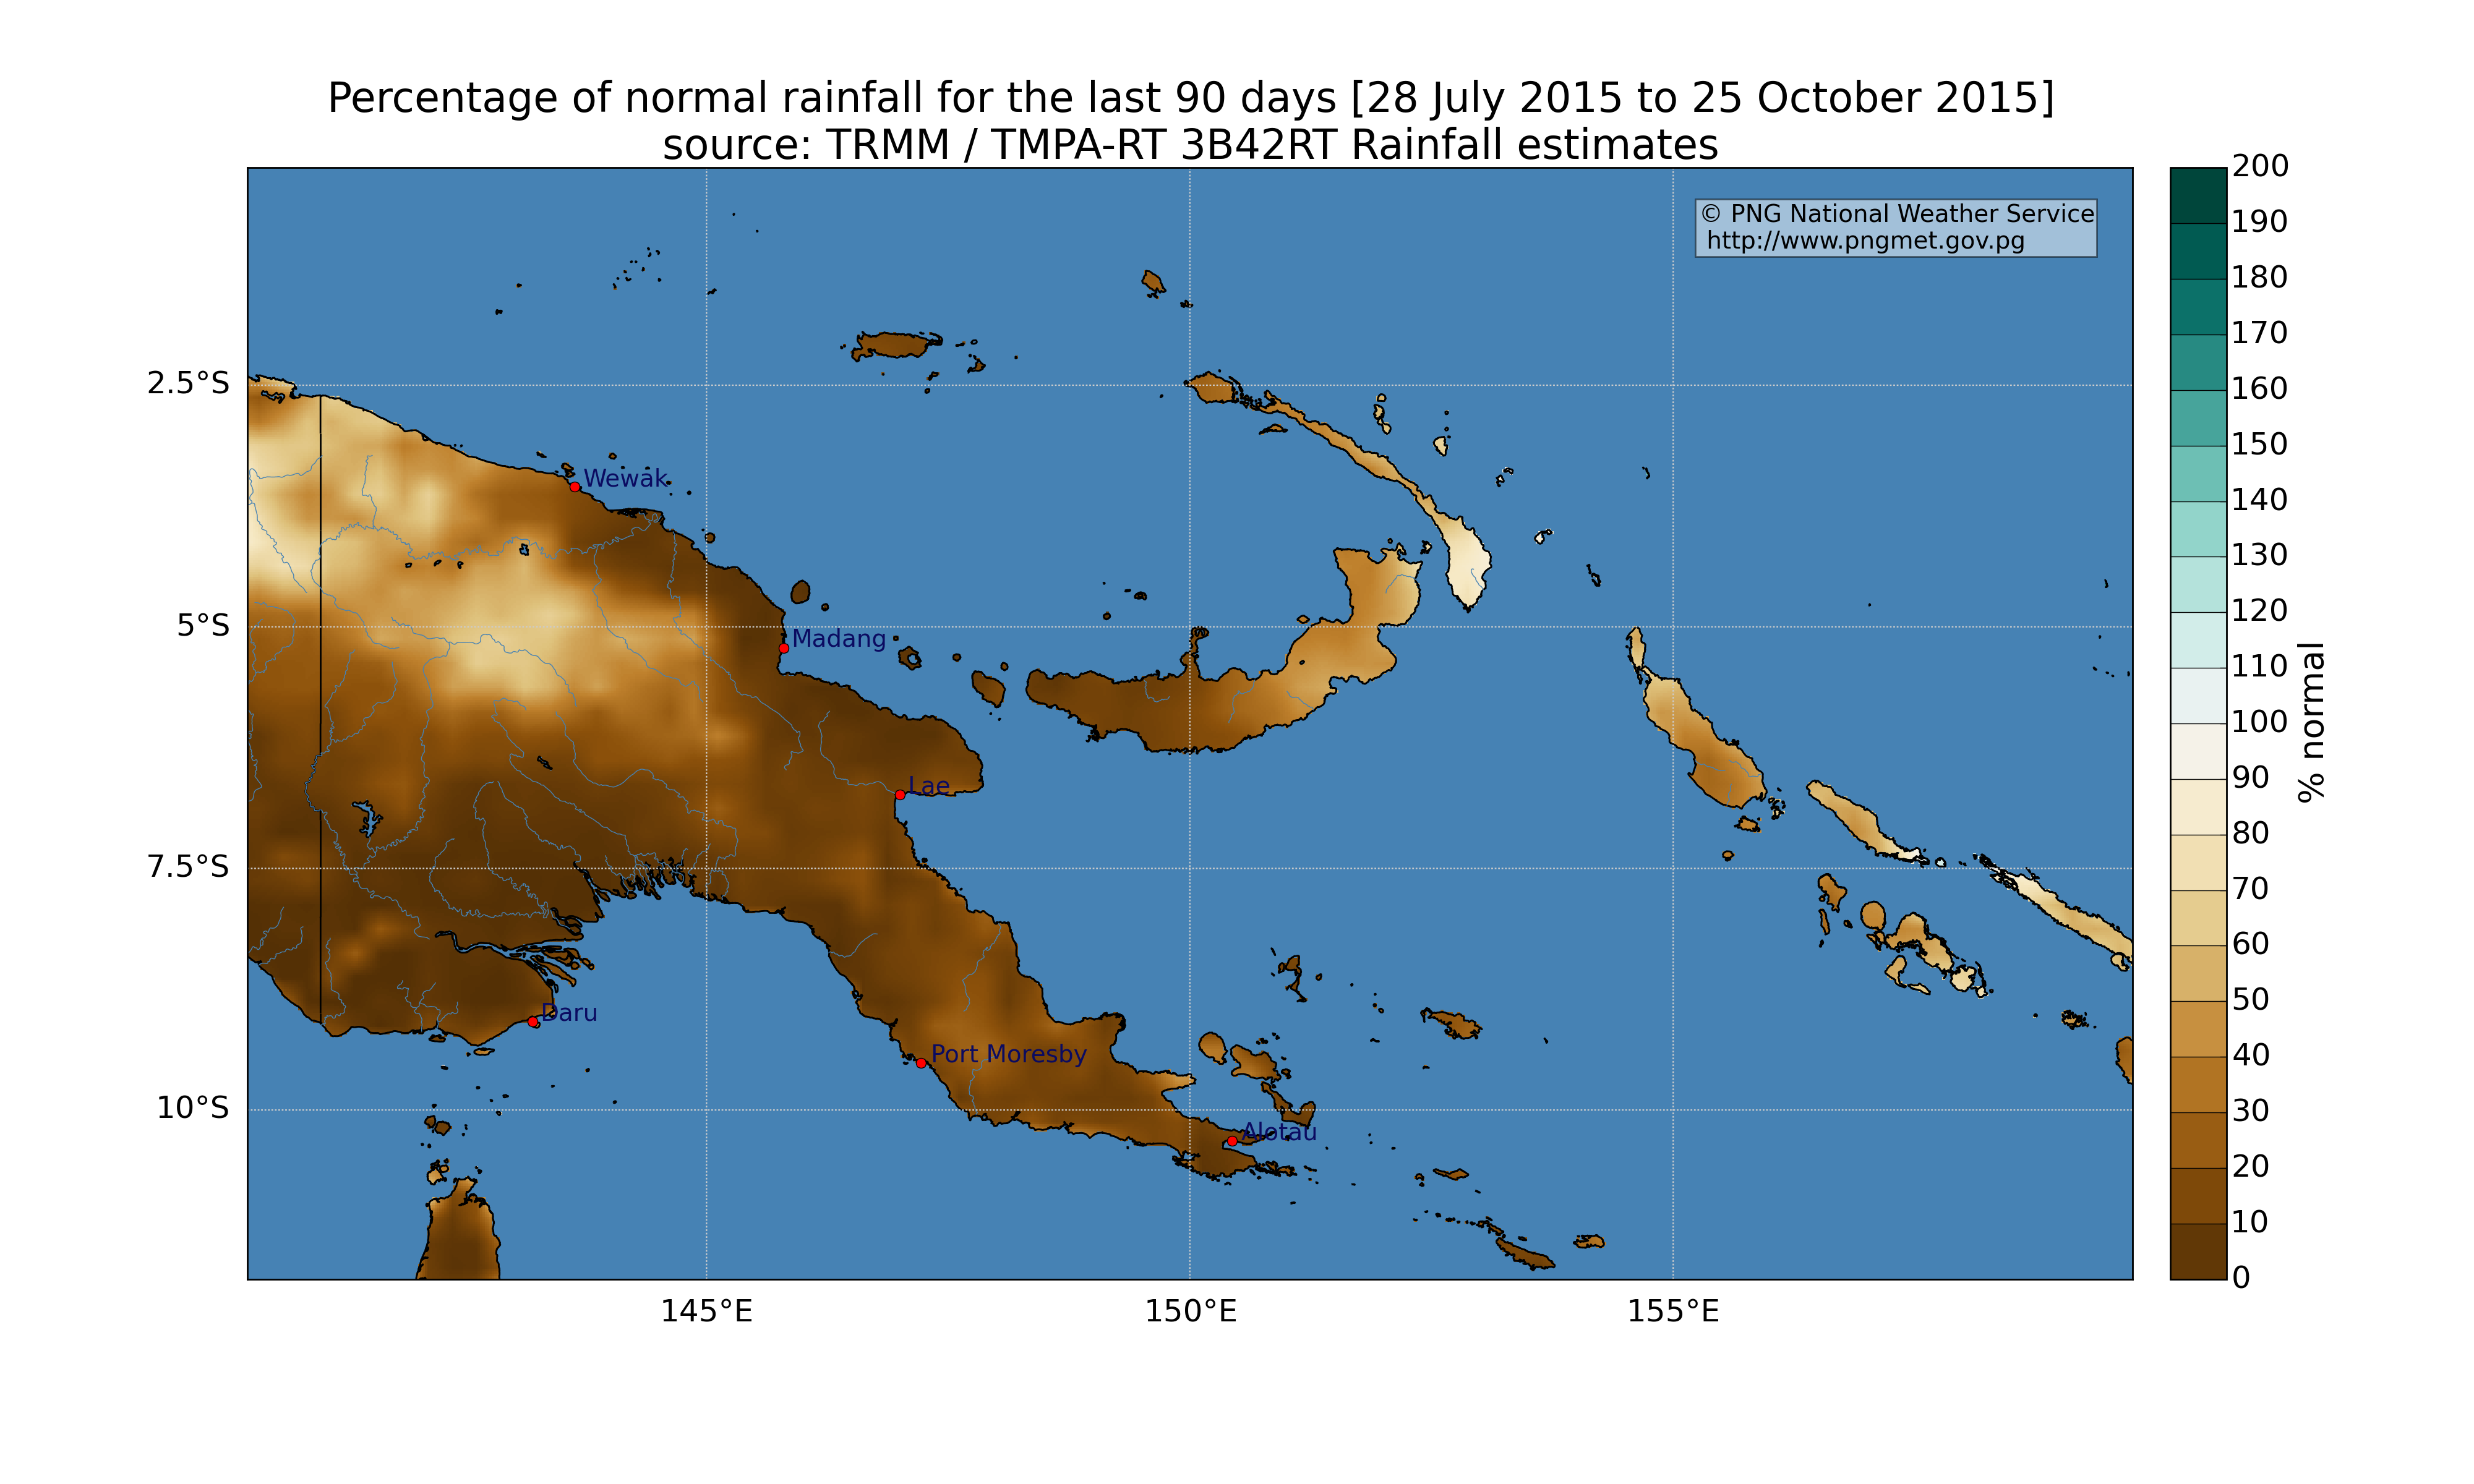 Percentage of normal rainfall for the last 90 days [28 July 2015 to 25 October 2015]
source: TRMM / TMPA-RT 3B42RT Rainfall estimates
© PNG National Weather Service
http://www.pngmet.gov.pg
2.5°S
5°S
7.5°S
10°S
Wewak
Madang
Lae
Daru
Port Moresby
Alotau
145°E
150°E
155°E
200
190
180
170
160
150
140
130
120
110
100
90
80
70
60
50
40
30
20
10
0
% normal